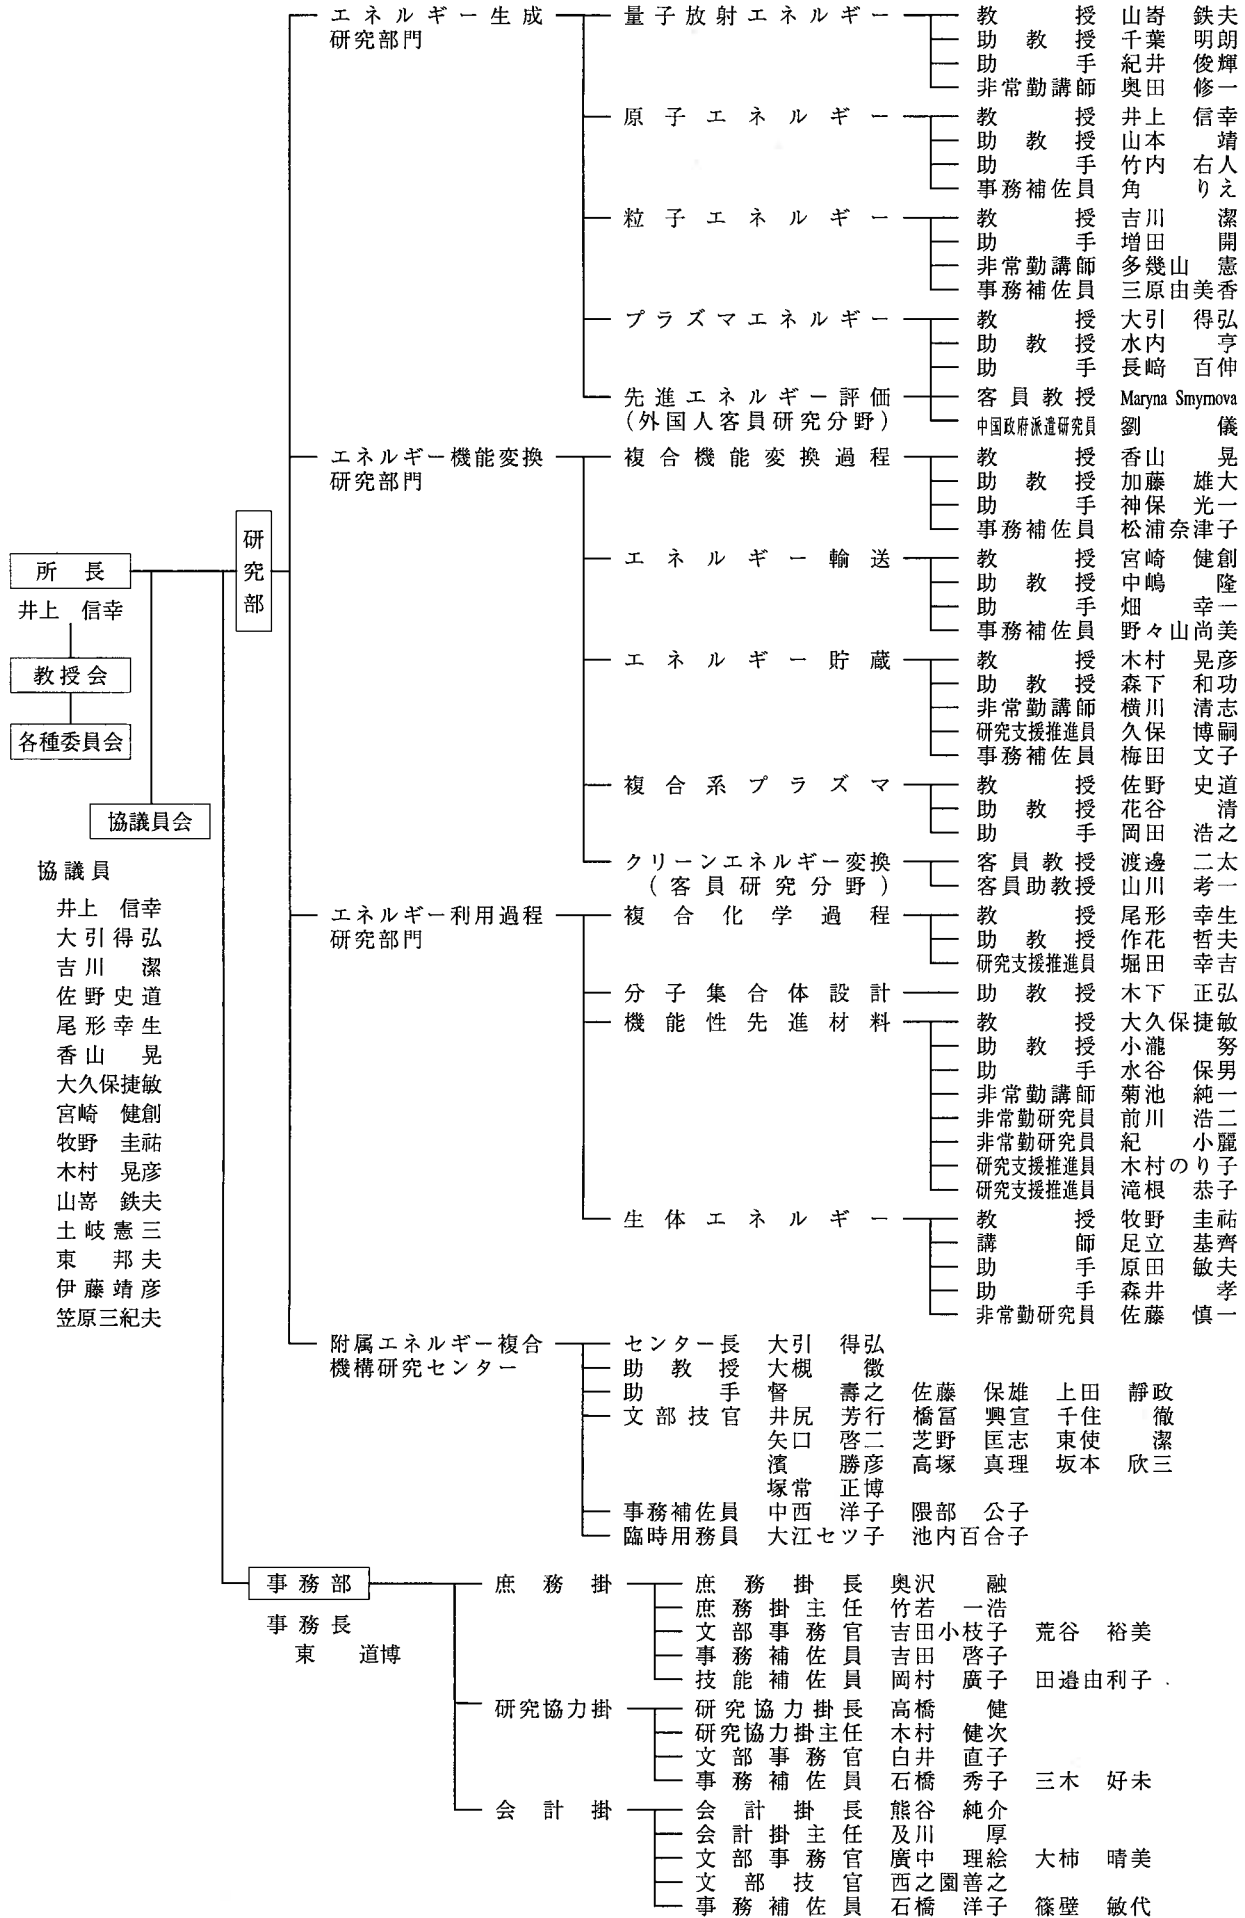 所長
井上 信幸
教授会
各種委員会
協議員会
協議員
井上 信幸
大引得弘
吉川 潔
佐野史道
尾形幸生
香山 晃
大久保捷敏
宮崎 健創
牧野 圭祐
木村 晃彦
山嵜 鉄夫
土岐憲三
東 邦夫
伊藤靖彦
笠原三紀夫
研究部
エネルギー生成
研究部門
量子放射エネルギー
教授 山嵜 鉄夫
助教授 千葉 明朗
助手 紀井 俊輝
非常勤講師 奥田 修一
原子エネルギー
教授 井上 信幸
助教授 山本 靖
助手 竹内 右人
事務補佐員 角 りえ
粒子エネルギー
教授 吉川 潔
助手 増田 開
非常勤講師 多幾山 憲
事務補佐員 三原由美香
プラズマエネルギー
教授 大引 得弘
助教授 水内 亨
助手 長﨑 百伸
先進エネルギー評価
(外国人客員研究分野)
客員教授 Maryna Smyrnova
中国政府派遣研究員 劉 儀
エネルギー機能変換
研究部門
複合機能変換過程
教授 香山 晃
助教授 加藤 雄大
助手 神保 光一
事務補佐員 松浦奈津子
エネルギー輸送
教授 宮崎 健創
助教授 中嶋 隆
助手 畑 幸一
事務補佐員 野々山尚美
エネルギー貯蔵
教授 木村 晃彦
助教授 森下 和功
非常勤講師 横川 清志
研究支援推進員 久保 博嗣
事務補佐員 梅田 文子
複合系プラズマ
教授 佐野 史道
助教授 花谷 清
助手 岡田 浩之
クリーンエネルギー変換
(客員研究分野)
客員教授 渡邊 二太
客員助教授 山川 考一
エネルギー利用過程
研究部門
複合化学過程
教授 尾形 幸生
助教授 作花 哲夫
研究支援推進員 堀田 幸吉
分子集合体設計
助教授 木下 正弘
機能性先進材料
教授 大久保捷敏
助教授 小瀧 努
助手 水谷 保男
非常勤講師 菊池 純一
非常勤研究員 前川 浩二
非常勤研究員 紀 小麗
研究支援推進員 木村のり子
研究支援推進員 滝根 恭子
生体エネルギー
教授 牧野 圭祐
講師 足立 基齊
助手 原田 敏夫
助手 森井 孝
非常勤研究員 佐藤 慎一
附属エネルギー複合
機構研究センター
センター長 大引 得弘
助教授 大槻 徴
助手 督 壽之 佐藤 保雄 上田 靜政
文部技官 井尻 芳行 橋冨 興宣 千住 徹
矢口 啓二 芝野 匡志 東使 潔
濱 勝彦 高塚 真理 坂本 欣三
塚常 正博
事務補佐員 中西 洋子 隈部 公子
臨時用務員 大江セツ子 池内百合子
事務部
事務長
東 道博
庶務掛
庶務掛長 奥沢 融
庶務掛主任 竹若 一浩
文部事務官 吉田小枝子 荒谷 裕美
事務補佐員 吉田 啓子
技能補佐員 岡村 廣子 田邉由利子
研究協力掛
研究協力掛長 高橋 健
研究協力掛主任 木村 健次
文部事務官 白井 直子
事務補佐員 石橋 秀子 三木 好未
会計掛
会計掛長 熊谷 純介
会計掛主任 及川 厚
文部事務官 廣中 理絵 大柿 晴美
文部技官 西之園善之
事務補佐員 石橋 洋子 篠壁 敏代